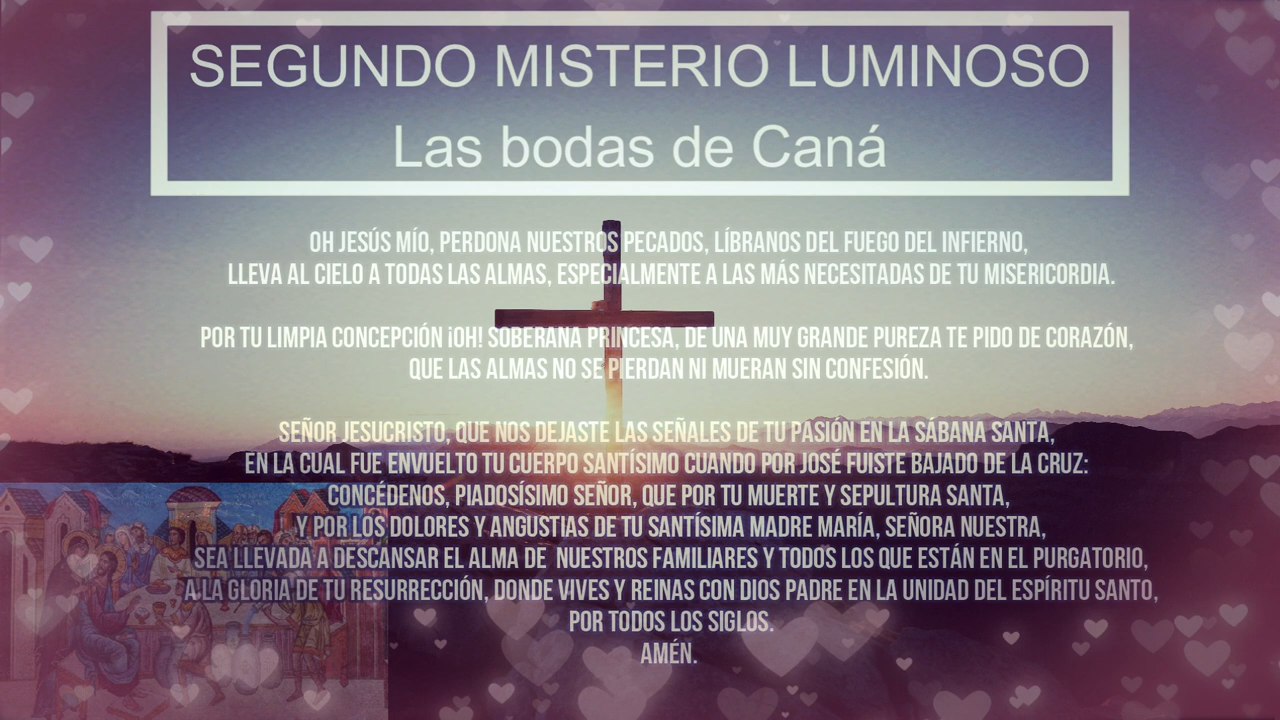 SEGUNDO MISTERIO LUMINOSO
Las bodas de Caná
OH JESÚS MÍO, PERDONA NUESTROS PECADOS, LÍBRANOS DEL FUEGO DEL INFIERNO,
LLEVA AL CIELO A TODAS LAS ALMAS, ESPECIALMENTE A LAS MÁS NECESITADAS DE TU MISERICORDIA.
POR TU LIMPIA CONCEPCIÓN ¡OH! SOBERANA PRINCESA, DE UNA MUY GRANDE PUREZA TE PIDO DE CORAZÓN,
QUE LAS ALMAS NO SE PIERDAN NI MUERAN SIN CONFESIÓN.
SEÑOR JESUCRISTO, QUE NOS DEJASTE LAS SEÑALES DE TU PASIÓN EN LA SÁBANA SANTA,
EN LA CUAL FUE ENVUELTO TU CUERPO SANTÍSIMO CUANDO POR JOSÉ FUISTE BAJADO DE LA CRUZ:
CONCÉDENOS, PIADOSÍSIMO SEÑOR, QUE POR TU MUERTE Y SEPULTURA SANTA,
Y POR LOS DOLORES Y ANGUSTIAS DE TU SANTÍSIMA MADRE MARÍA, SEÑORA NUESTRA,
SEA LLEVADA A DESCANSAR EL ALMA DE NUESTROS FAMILIARES Y TODOS LOS QUE ESTÁN EN EL PURGATORIO,
A LA GLORIA DE TU RESURRECCIÓN, DONDE VIVES Y REINAS CON DIOS PADRE EN LA UNIDAD DEL ESPÍRITU SANTO,
POR TODOS LOS SIGLOS.
AMÉN.